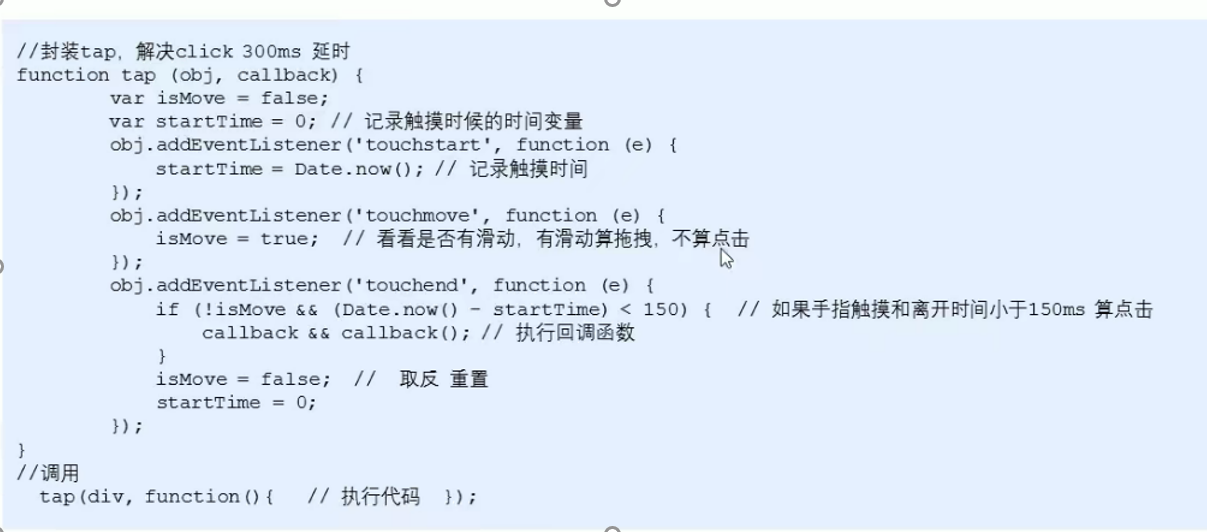 //封装tap, 解决click 300ms 延时
function tap (obj, callback) {
        var isMove = false;
        var startTime = 0; // 记录触摸时候的时间变量
        obj.addEventListener('touchstart', function (e) {
            startTime = Date.now(); // 记录触摸时间
        });
        obj.addEventListener('touchmove', function (e) {
            isMove = true;  // 看看是否有滑动, 有滑动算拖拽, 不算点击
        });
        obj.addEventListener('touchend', function (e) {
            if (!isMove && (Date.now() - startTime) < 150) {  // 如果手指触摸和离开时间小于150ms 算点击
                callback && callback(); // 执行回调函数
            }
            isMove = false;  //  取反 重置
            startTime = 0;
        });
}
//调用
  tap(div, function(){   // 执行代码  });